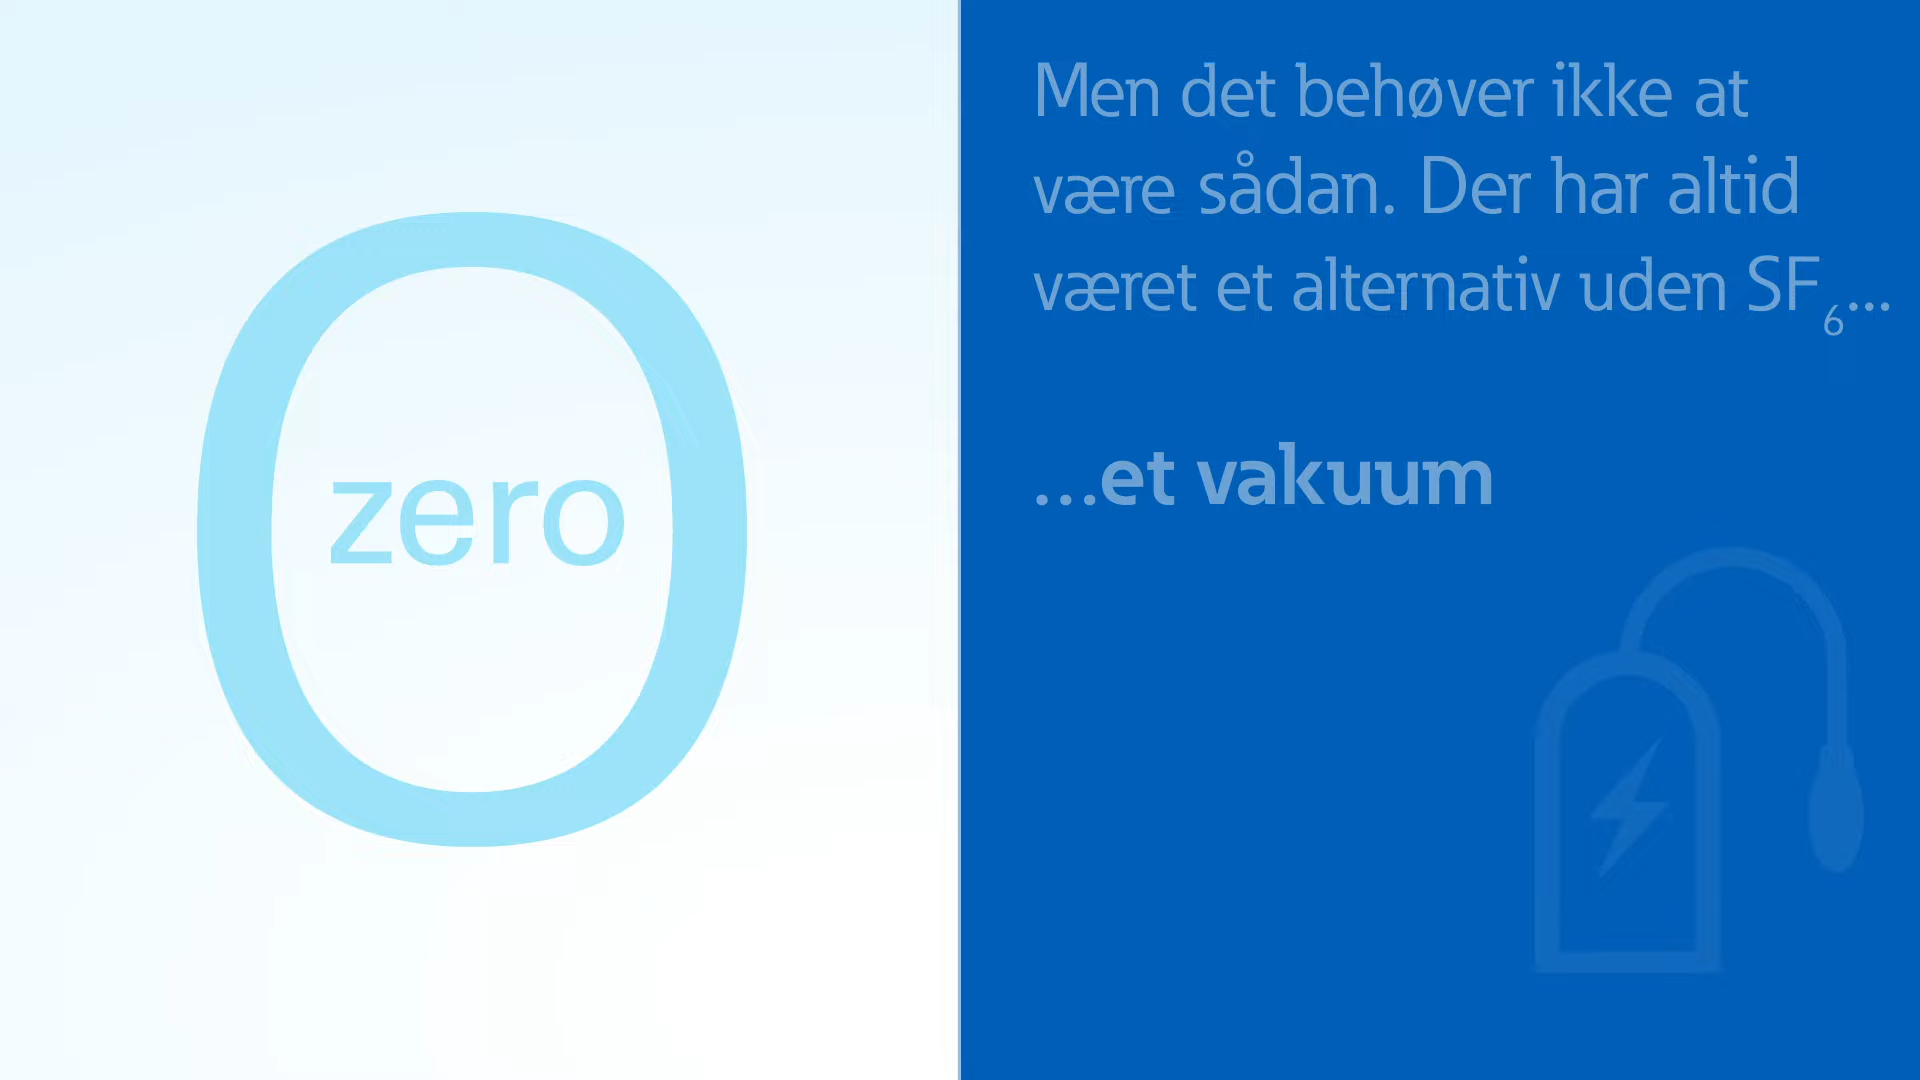 zero
Men det behøver ikke at
være sådan. Der har altid
været et alternativ uden SF₆...
...et vakuum